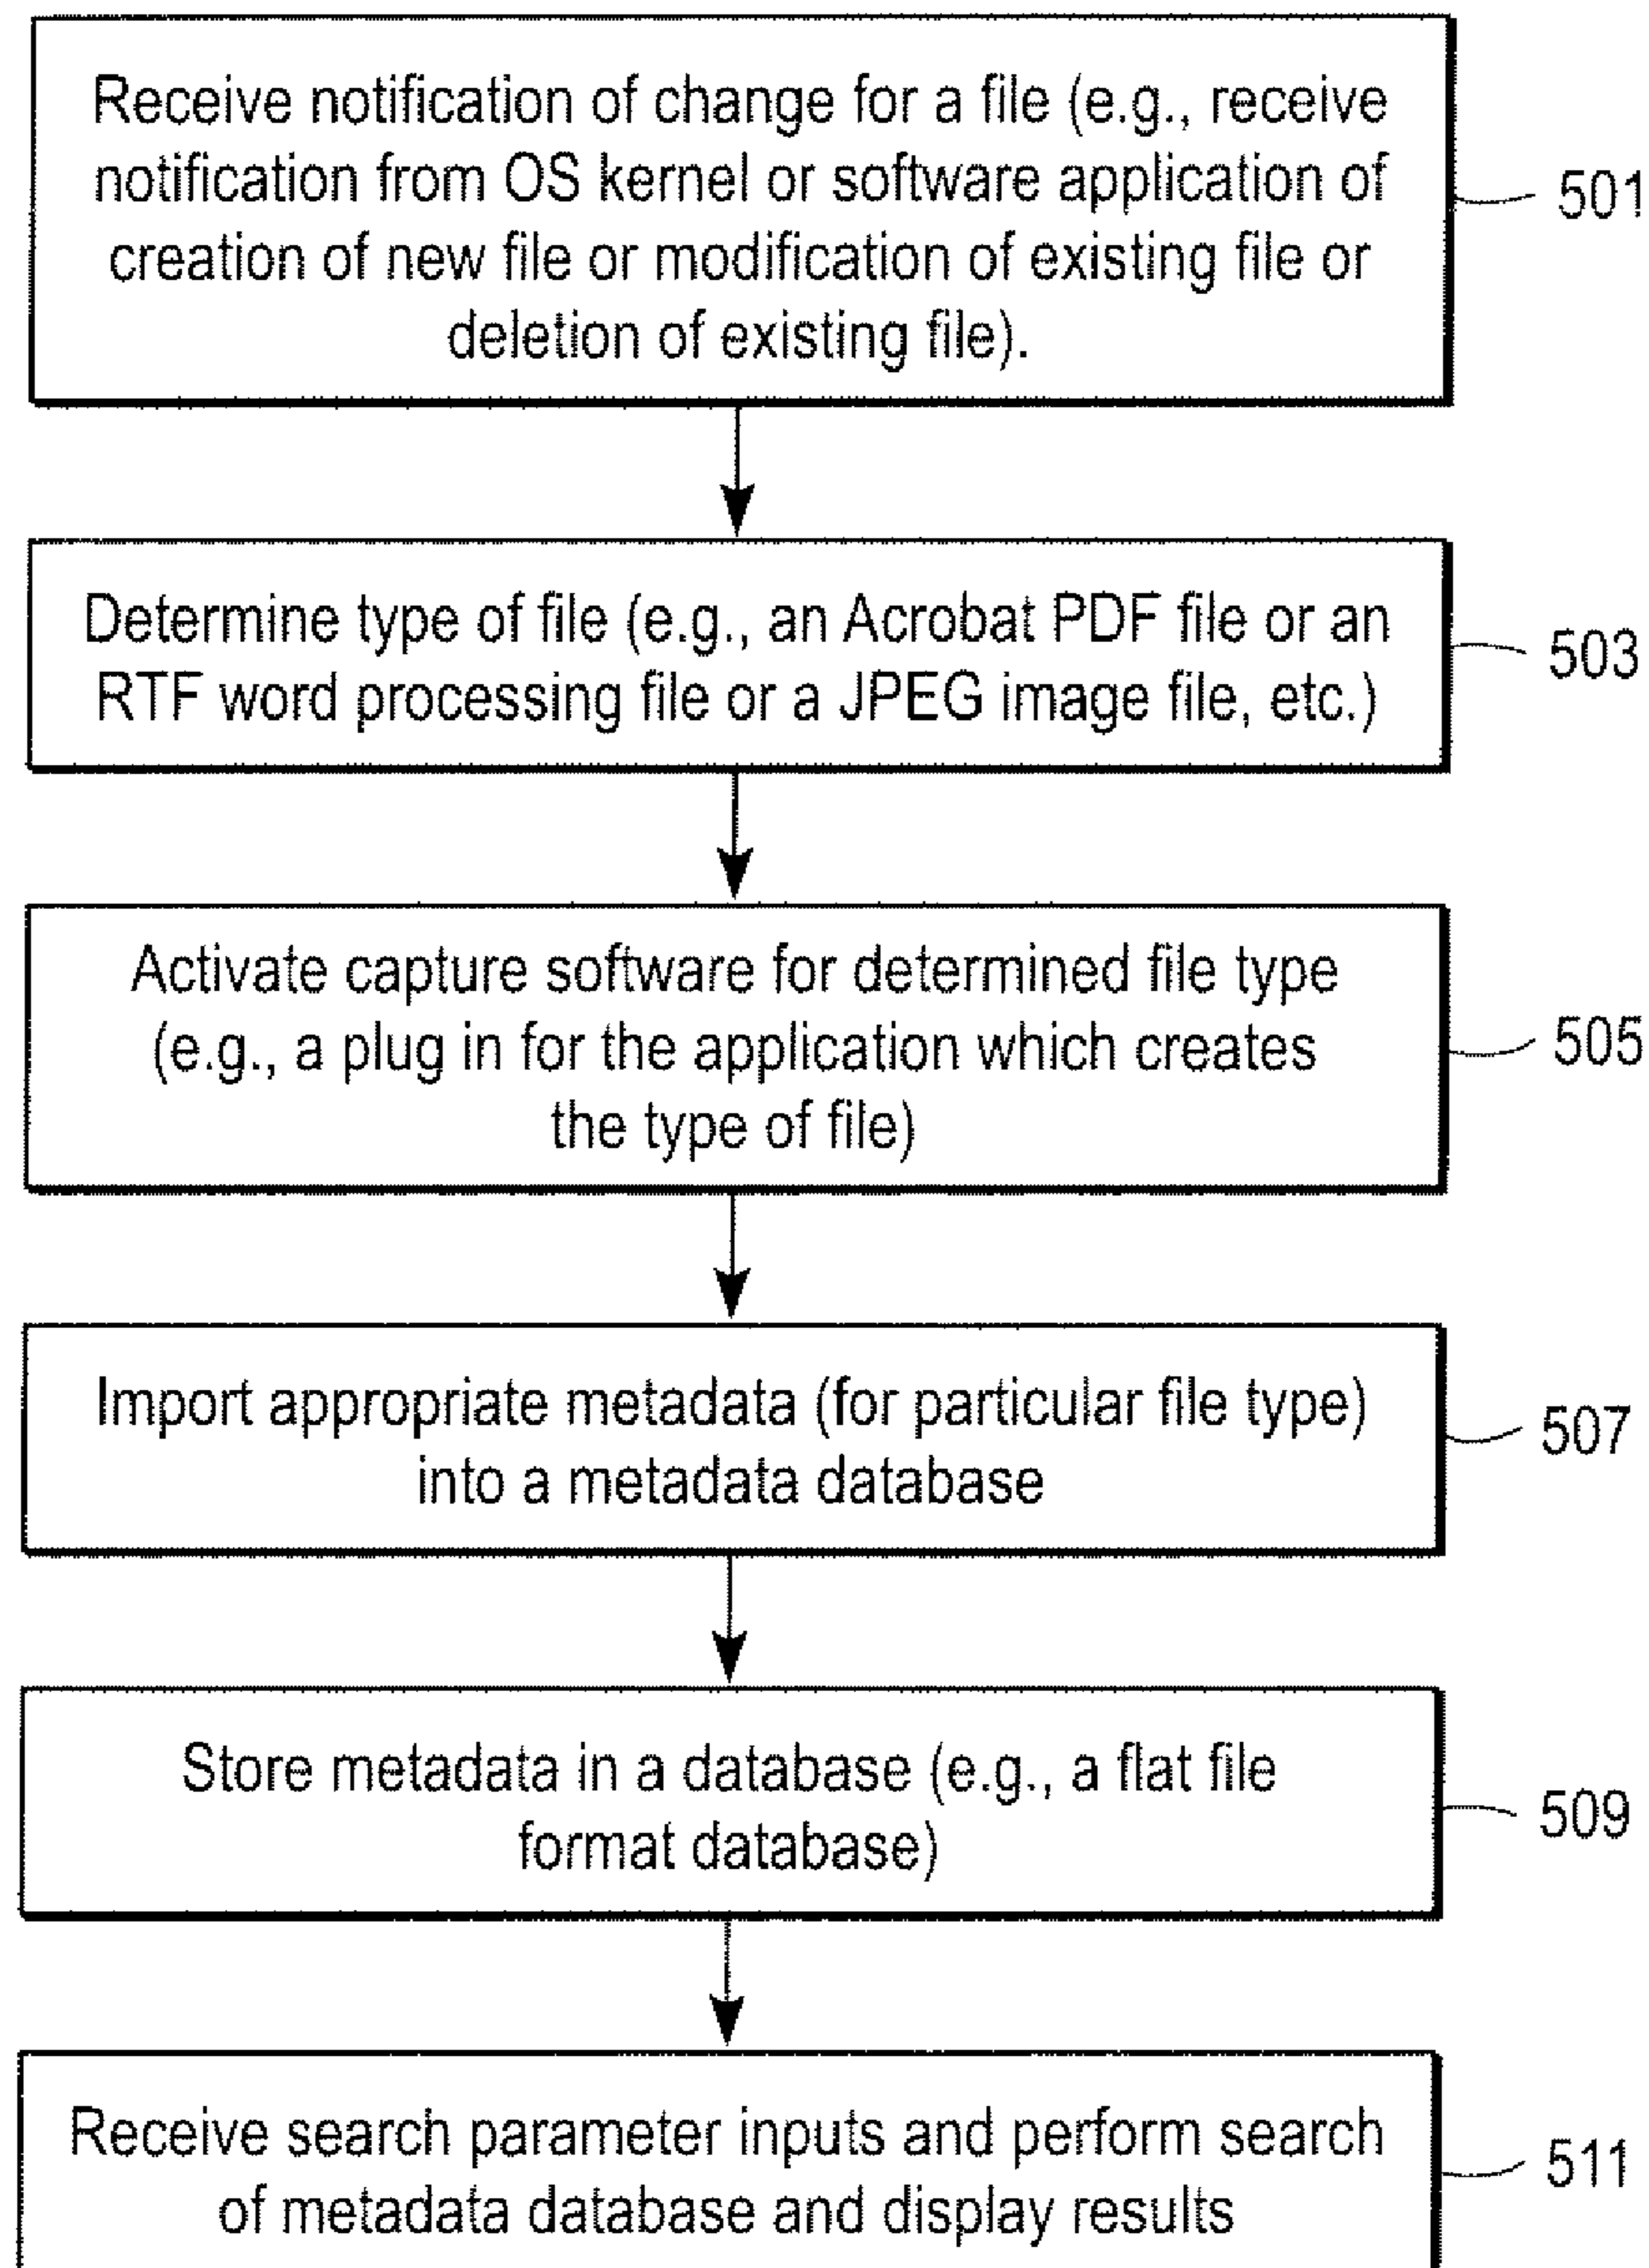 Receive notification of change for a file (e.g., receive
notification from OS kernel or software application of
creation of new file or modification of existing file or
deletion of existing file).
501
Determine type of file (e.g., an Acrobat PDF file or an
RTF word processing file or a JPEG image file, etc.)
503
Activate capture software for determined file type
(e.g., a plug in for the application which creates
the type of file)
505
Import appropriate metadata (for particular file type)
into a metadata database
507
Store metadata in a database (e.g., a flat file
format database)
509
Receive search parameter inputs and perform search
of metadata database and display results
511